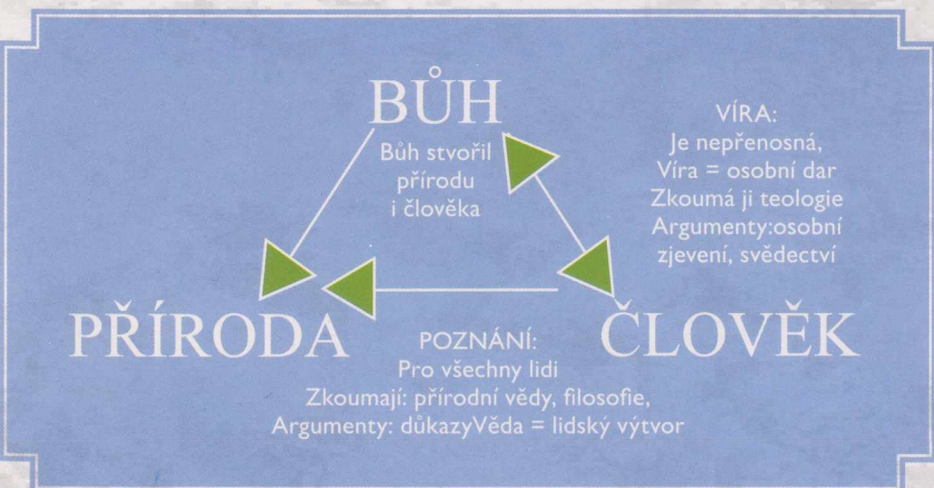 BŮH
Bůh stvořil
přírodu
i člověka
VÍRA:
Je nepřenosná,
Víra = osobní dar
Zkoumá ji teologie
Argumenty:osobní
zjevení, svědectví
PŘÍRODA
ČLOVĚK
POZNÁNÍ:
Pro všechny lidi
Zkoumají: přírodní vědy, filosofie,
Argumenty: důkazyVěda = lidský výtvor